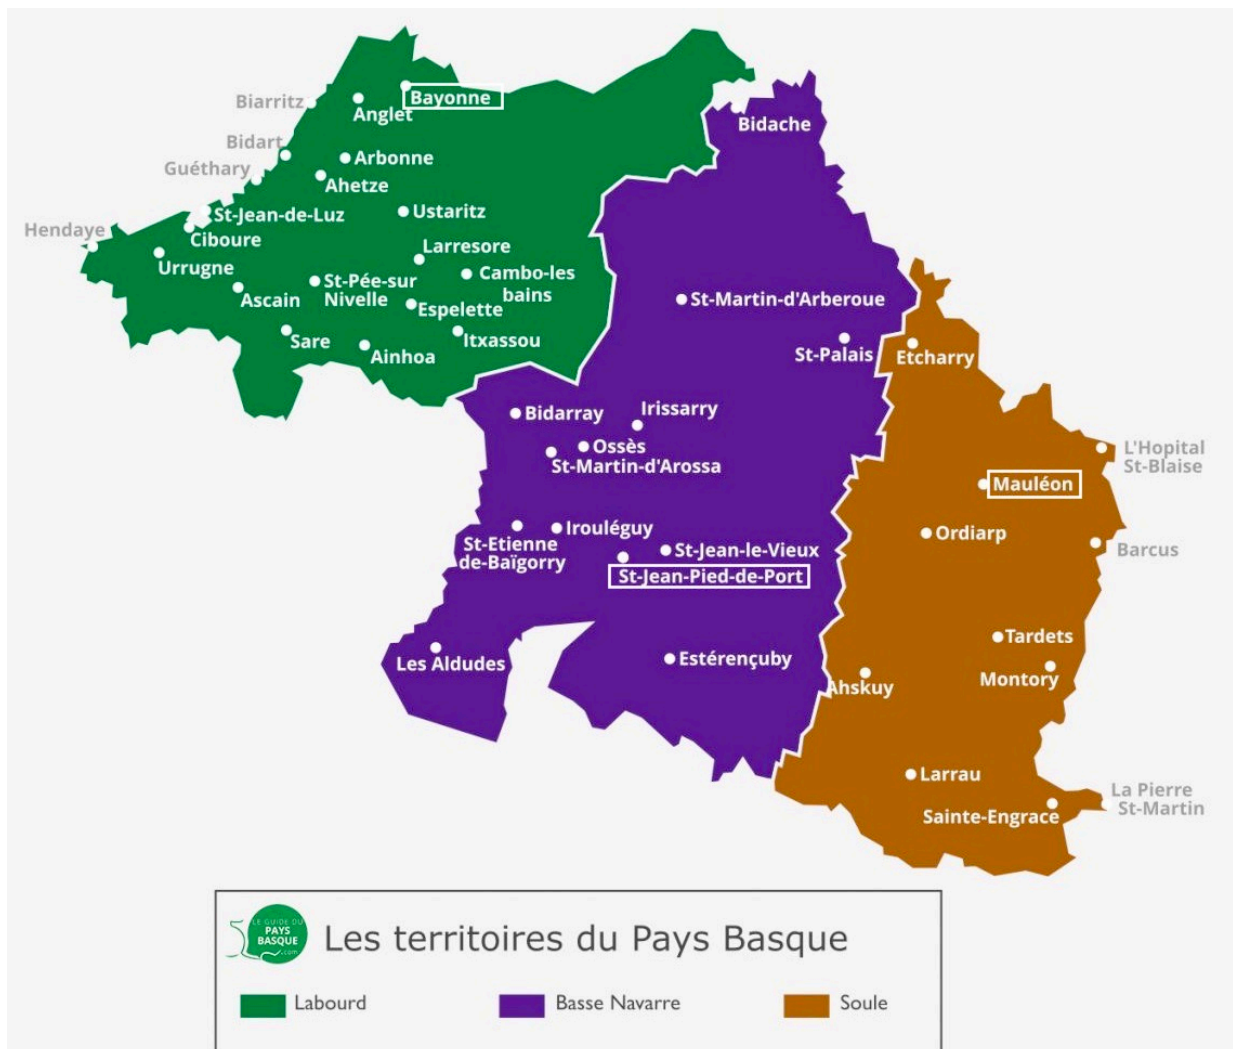 Bayonne
Biarritz
Anglet
Bidache
Bidart
Arbonne
Guéthary
Ahetze
St-Jean-de-Luz
Ustaritz
Hendaye
Ciboure
Larresore
Urrugne
St-Pée-sur
Nivelle
Cambo-les
bains
Ascain
Espelette
St-Martin-d'Arberoue
Sare
Ainhoa
Itxassou
St-Palais
Etcharry
Bidarray
Irissarry
Ossès
St-Martin-d'Arossa
L'Hopital
St-Blaise
Mauléon
Irouléguy
Ordiarp
St-Etienne
de-Baïgorry
St-Jean-le-Vieux
Barcus
St-Jean-Pied-de-Port
Tardets
Les Aldudes
Estérençuby
Montory
Ahskuy
Larrau
La Pierre
St-Martin
Sainte-Engrace
LE GUIDE DU
PAYS
BASQUE
.com
Les territoires du Pays Basque
Labourd
Basse Navarre
Soule